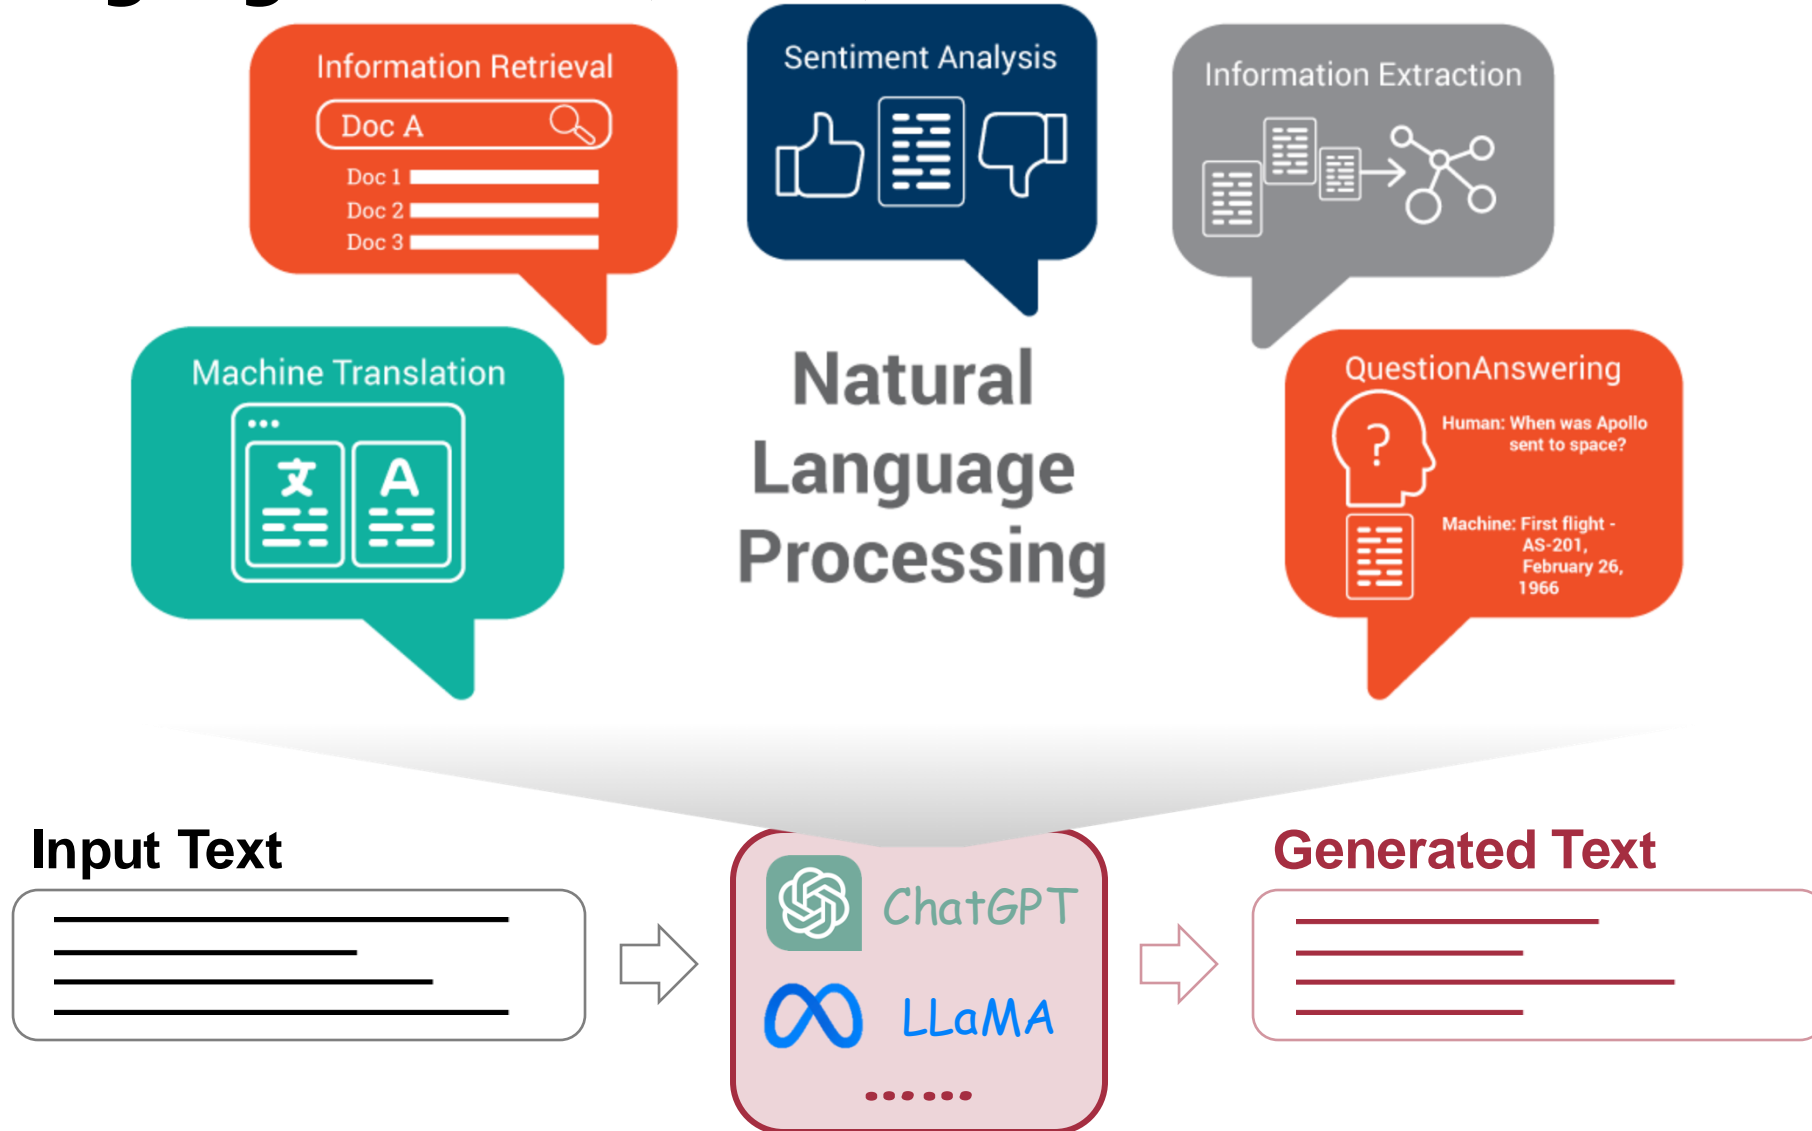 Information Retrieval
Doc A
Doc 1
Doc 2
Doc 3
Sentiment Analysis
Information Extraction
Machine Translation
文 A
Natural
Language
Processing
QuestionAnswering
?
Human: When was Apollo
sent to space?
Machine: First flight -
AS-201,
February 26,
1966
Input Text
ChatGPT
LLaMA
......
Generated Text